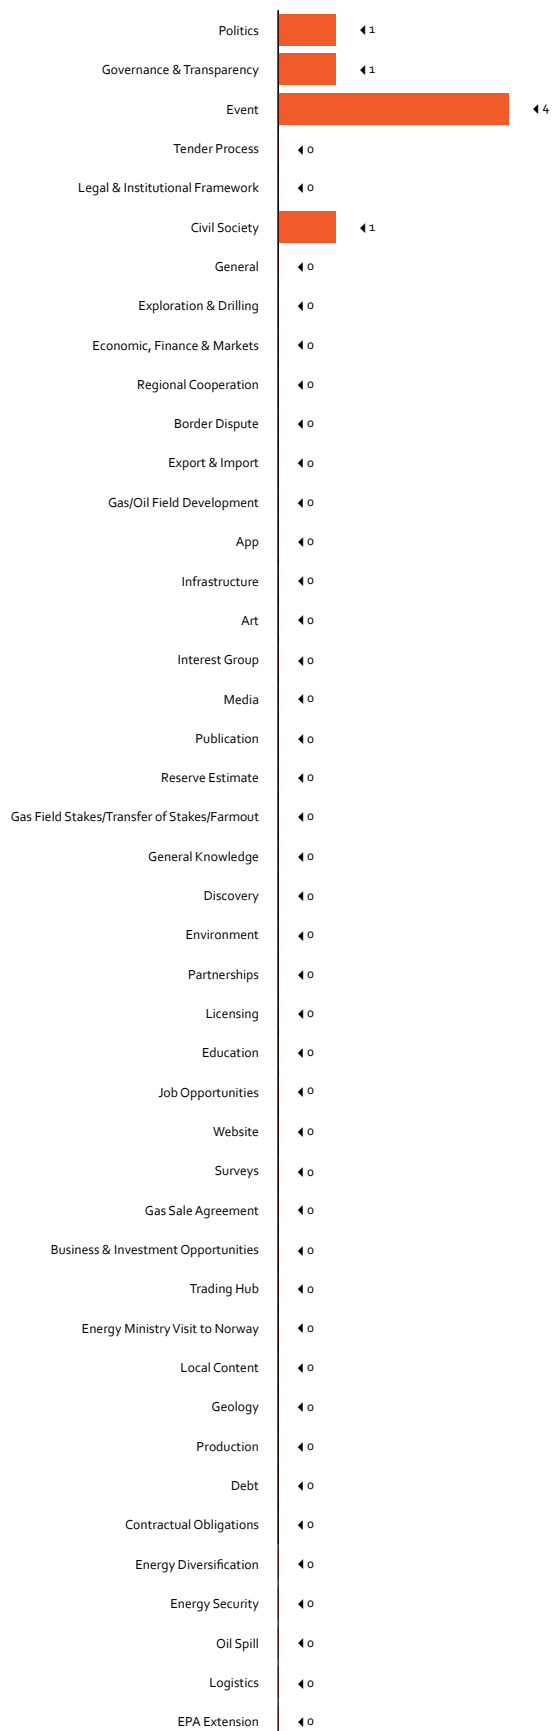 Politics 1
Governance & Transparency 1
Event 4
Tender Process 0
Legal & Institutional Framework 0
Civil Society 1
General 0
Exploration & Drilling 0
Economic, Finance & Markets 0
Regional Cooperation 0
Border Dispute 0
Export & Import 0
Gas/Oil Field Development 0
App 0
Infrastructure 0
Art 0
Interest Group 0
Media 0
Publication 0
Reserve Estimate 0
Gas Field Stakes/Transfer of Stakes/Farmout 0
General Knowledge 0
Discovery 0
Environment 0
Partnerships 0
Licensing 0
Education 0
Job Opportunities 0
Website 0
Surveys 0
Gas Sale Agreement 0
Business & Investment Opportunities 0
Trading Hub 0
Energy Ministry Visit to Norway 0
Local Content 0
Geology 0
Production 0
Debt 0
Contractual Obligations 0
Energy Diversification 0
Energy Security 0
Oil Spill 0
Logistics 0
EPA Extension 0